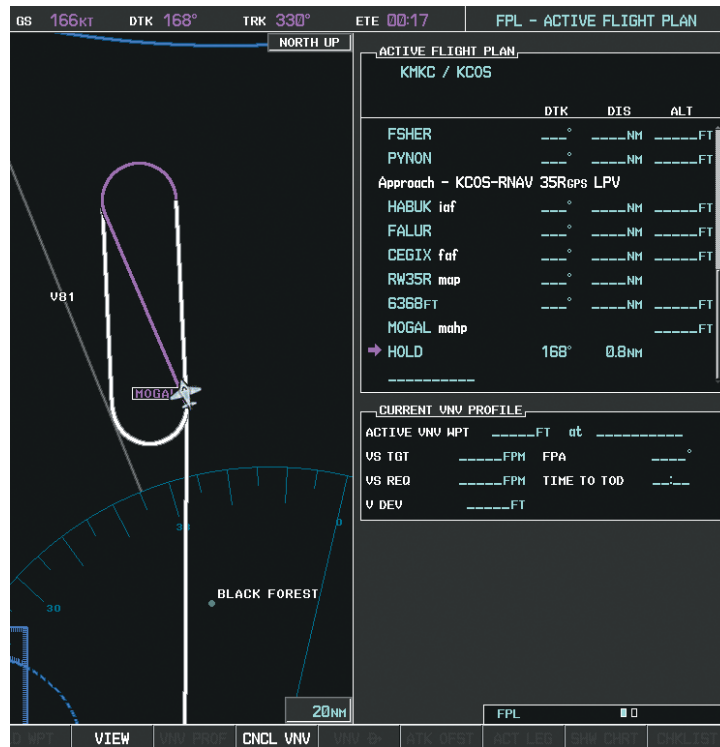 GS 166KT DTK 168° TRK 330° ETE 00:17 FPL – ACTIVE FLIGHT PLAN
NORTH UP
ACTIVE FLIGHT PLAN
KMKC / KCOS
DTK DIS ALT
FSHER ___° ____NM _____FT
PYNON ___° ____NM _____FT
Approach – KCOS-RNAV 35RGPS LPV
HABUK iaf ___° ____NM _____FT
FALUR ___° ____NM _____FT
CEGIX faf ___° ____NM _____FT
RW35R map ___° ____NM
6368FT ___° ____NM _____FT
MOGAL mahp _____FT
HOLD 168° 0.8NM
__________
V81
MOGAL
CURRENT VNV PROFILE
ACTIVE VNV WPT _____FT at __________
VS TGT _____FPM FPA ____°
VS REQ _____FPM TIME TO TOD __:__
V DEV _____FT
33
0
30
BLACK FOREST
20NM
FPL
D WPT VIEW VNV PROF CNCL VNV VNV ATK OFST ACT LEG SHW CHRT CHKLIST